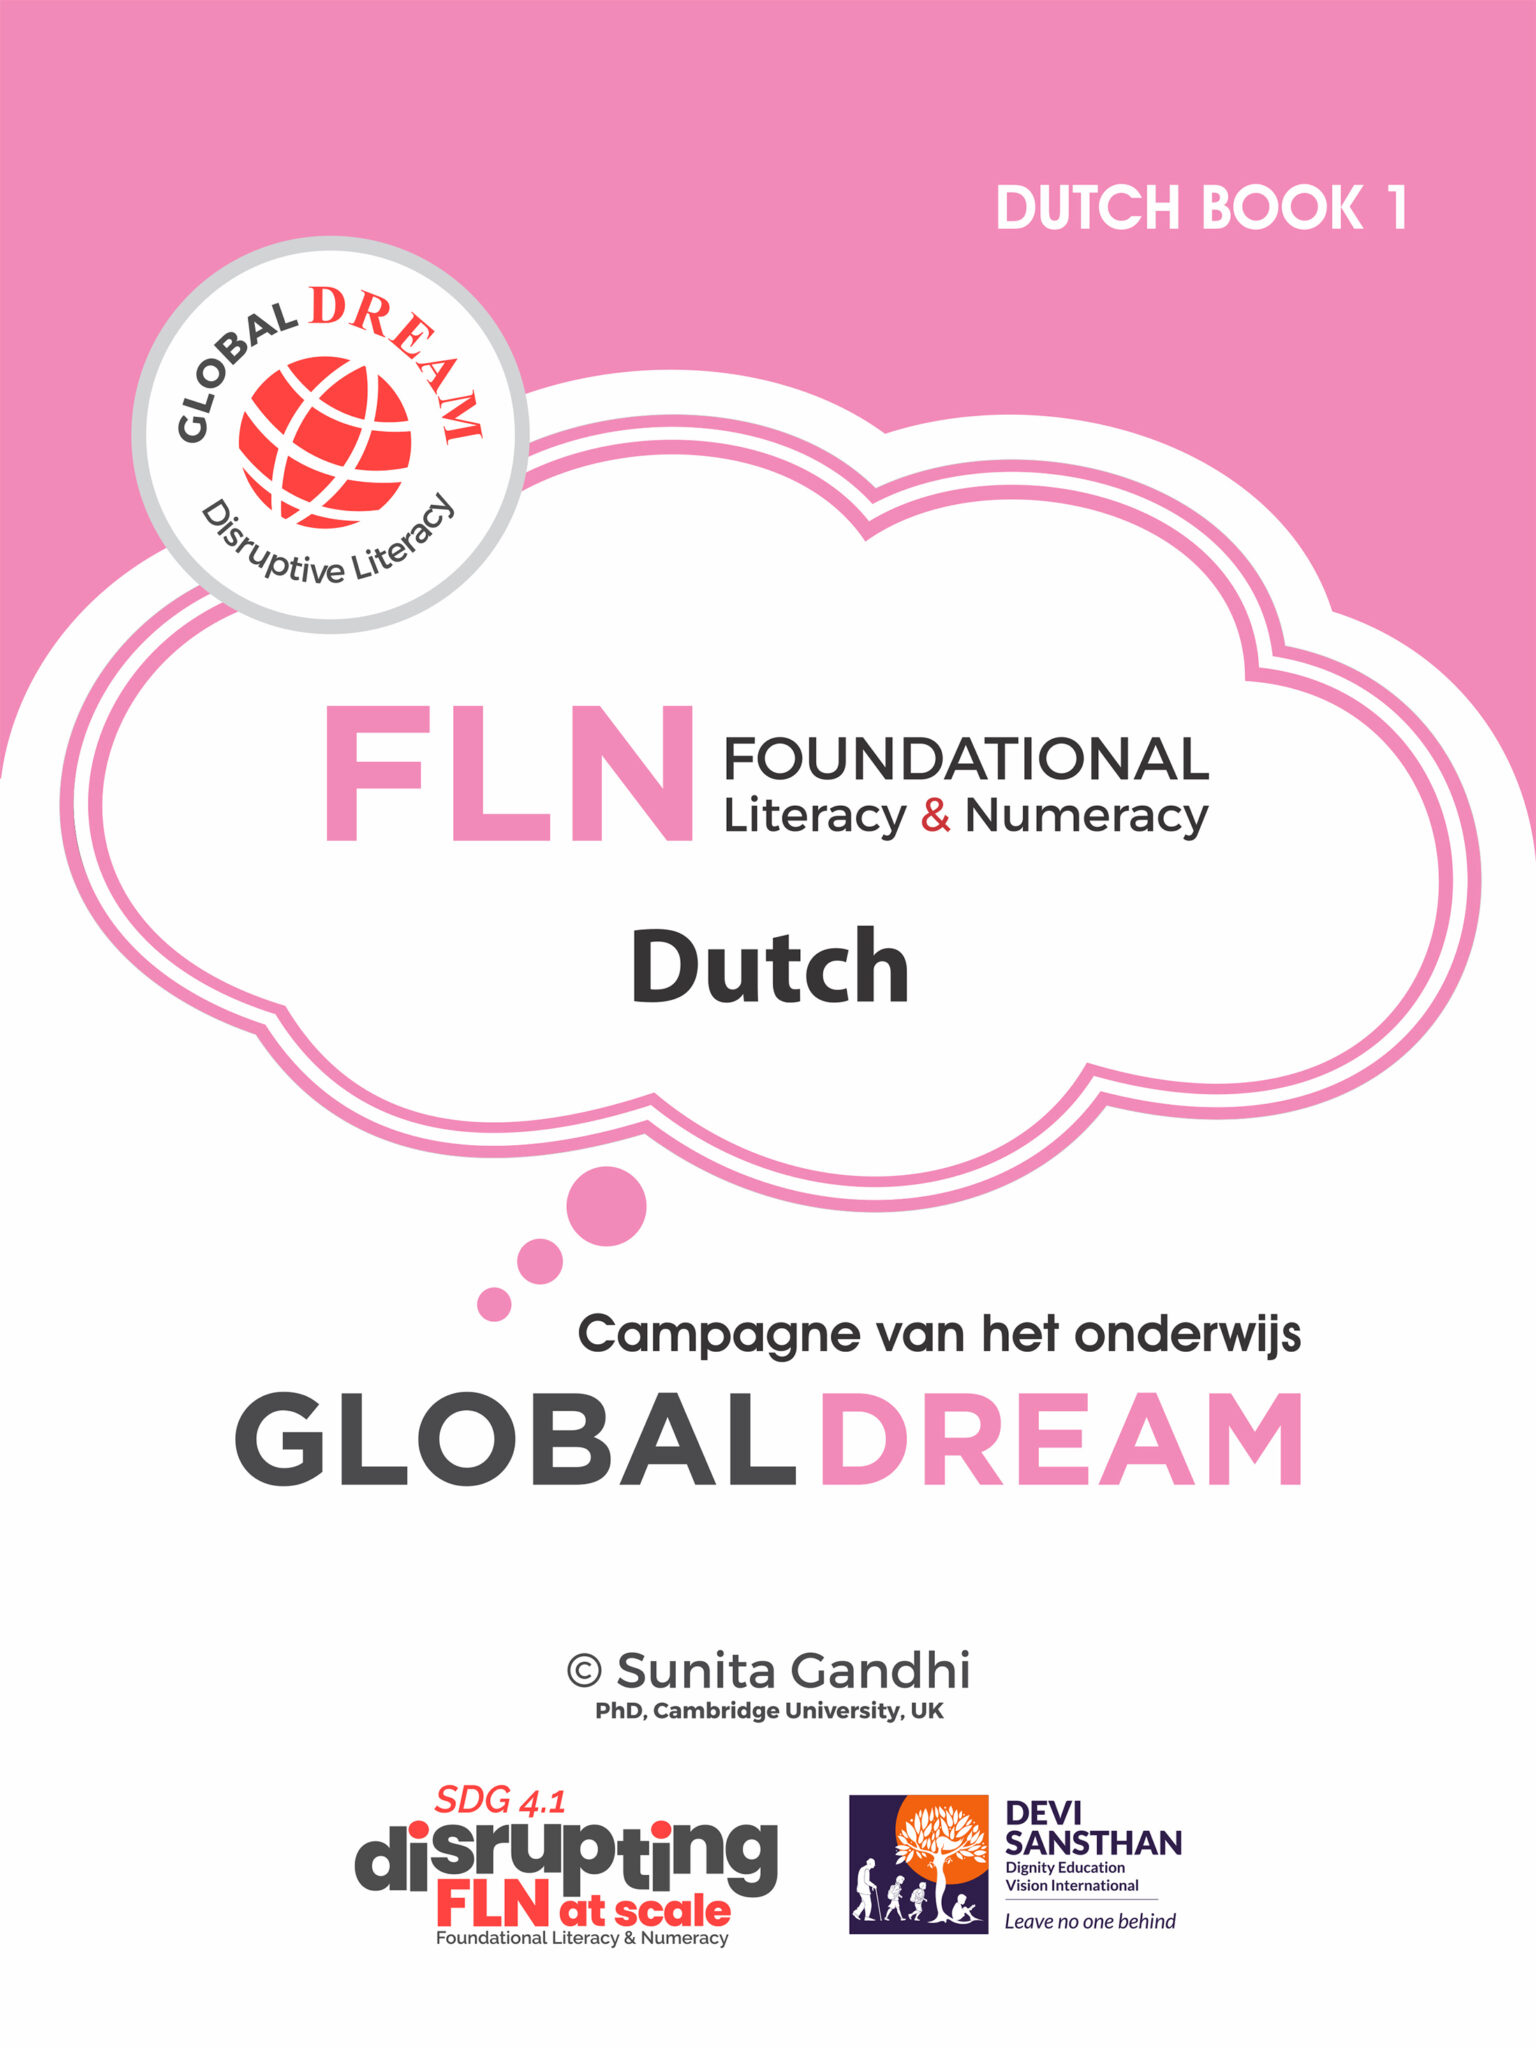 DUTCH BOOK 1
GLOBAL DREAM
Disruptive Literacy
FLN FOUNDATIONAL
Literacy & Numeracy
Dutch
Campagne van het onderwijs
GLOBAL DREAM
© Sunita Gandhi
PhD, Cambridge University, UK
SDG 4.1
disrupting
FLN at scale
Foundational Literacy & Numeracy
DEVI
SANSTHAN
Dignity Education
Vision International
Leave no one behind